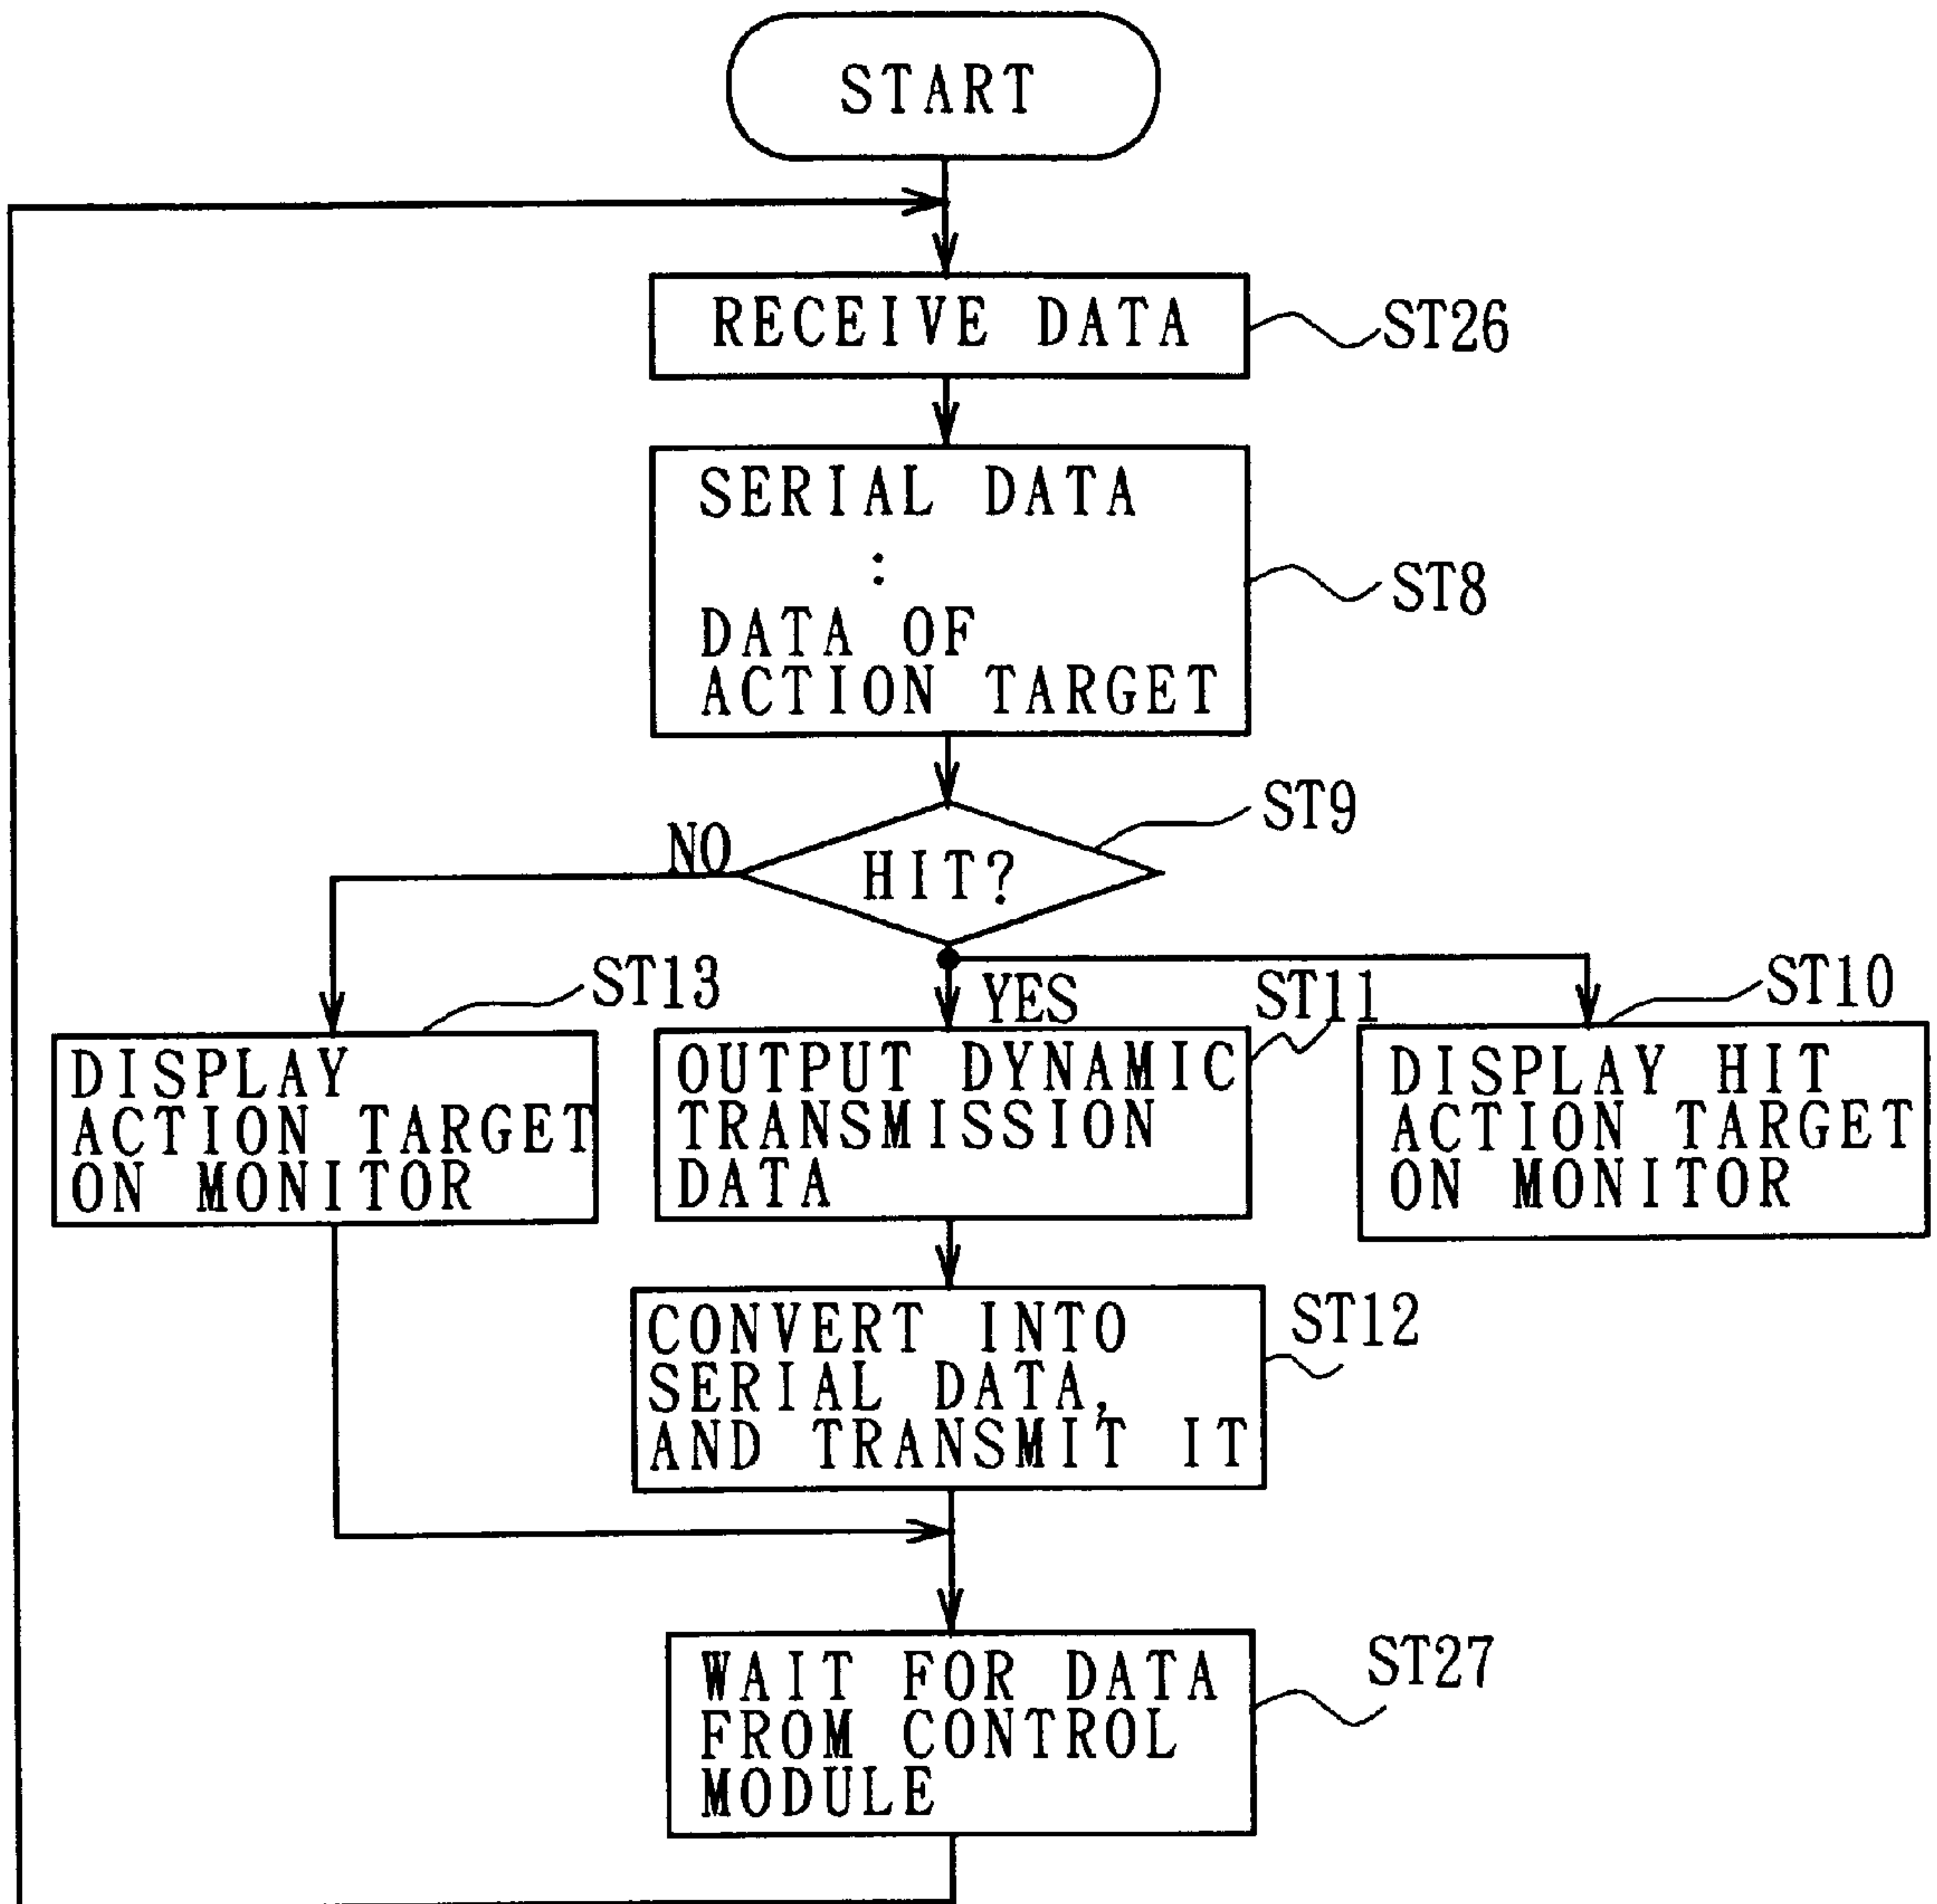 START
RECEIVE DATA
ST26
SERIAL DATA
:
DATA OF
ACTION TARGET
ST8
ST9
NO
HIT?
YES
ST13
DISPLAY
ACTION TARGET
ON MONITOR
ST11
OUTPUT DYNAMIC
TRANSMISSION
DATA
ST10
DISPLAY HIT
ACTION TARGET
ON MONITOR
CONVERT INTO
SERIAL DATA,
AND TRANSMIT IT
ST12
WAIT FOR DATA
FROM CONTROL
MODULE
ST27